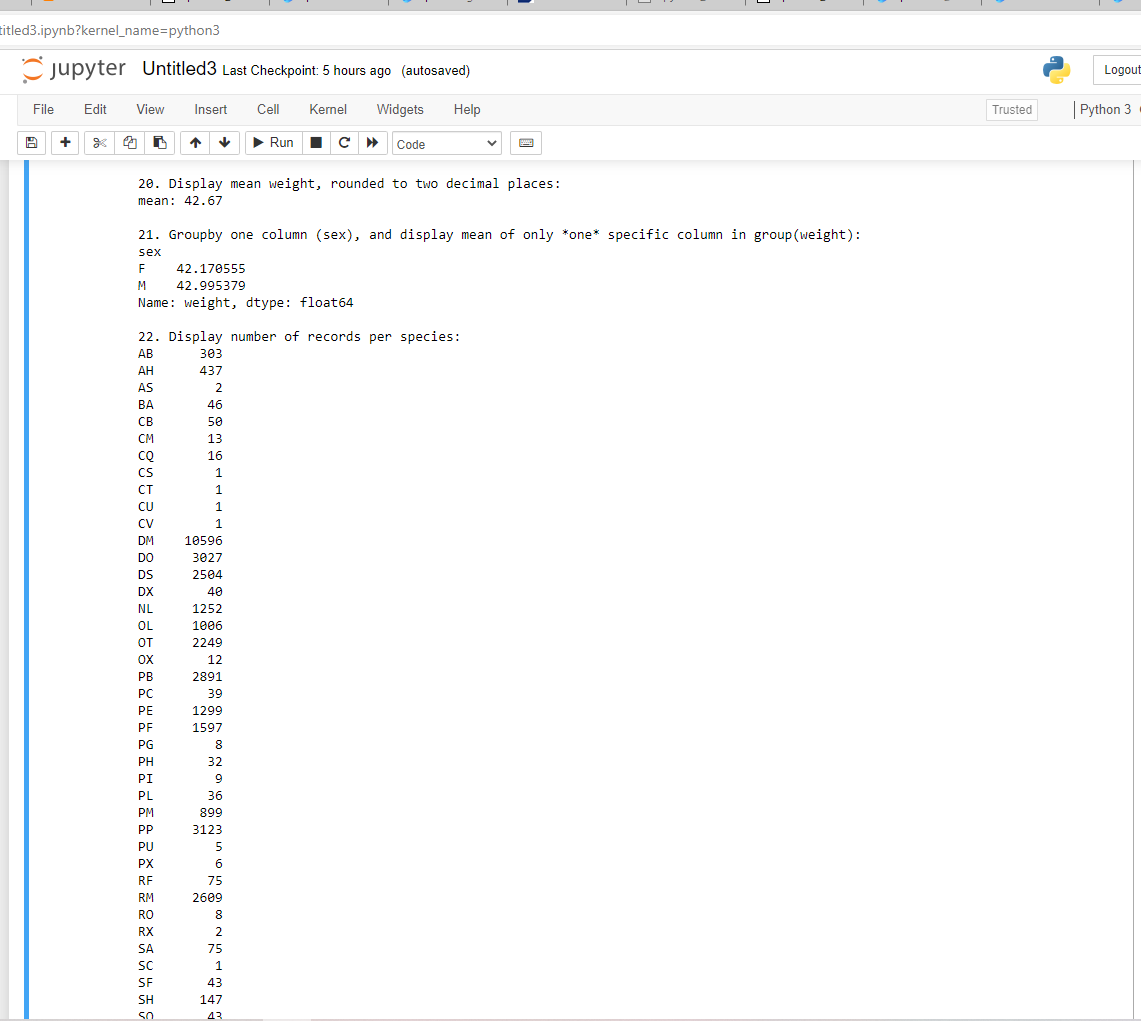 titled3.ipynb?kernel_name=python3
jupyter Untitled3 Last Checkpoint: 5 hours ago (autosaved)
Logout
File Edit View Insert Cell Kernel Widgets Help Trusted Python 3
Run Code
20. Display mean weight, rounded to two decimal places:
mean: 42.67
21. Groupby one column (sex), and display mean of only *one* specific column in group(weight):
sex
F 42.170555
M 42.995379
Name: weight, dtype: float64
22. Display number of records per species:
AB 303
AH 437
AS 2
BA 46
CB 50
CM 13
CQ 16
CS 1
CT 1
CU 1
CV 1
DM 10596
DO 3027
DS 2504
DX 40
NL 1252
OL 1006
OT 2249
OX 12
PB 2891
PC 39
PE 1299
PF 1597
PG 8
PH 32
PI 9
PL 36
PM 899
PP 3123
PU 5
PX 6
RF 75
RM 2609
RO 8
RX 2
SA 75
SC 1
SF 43
SH 147
SO 43